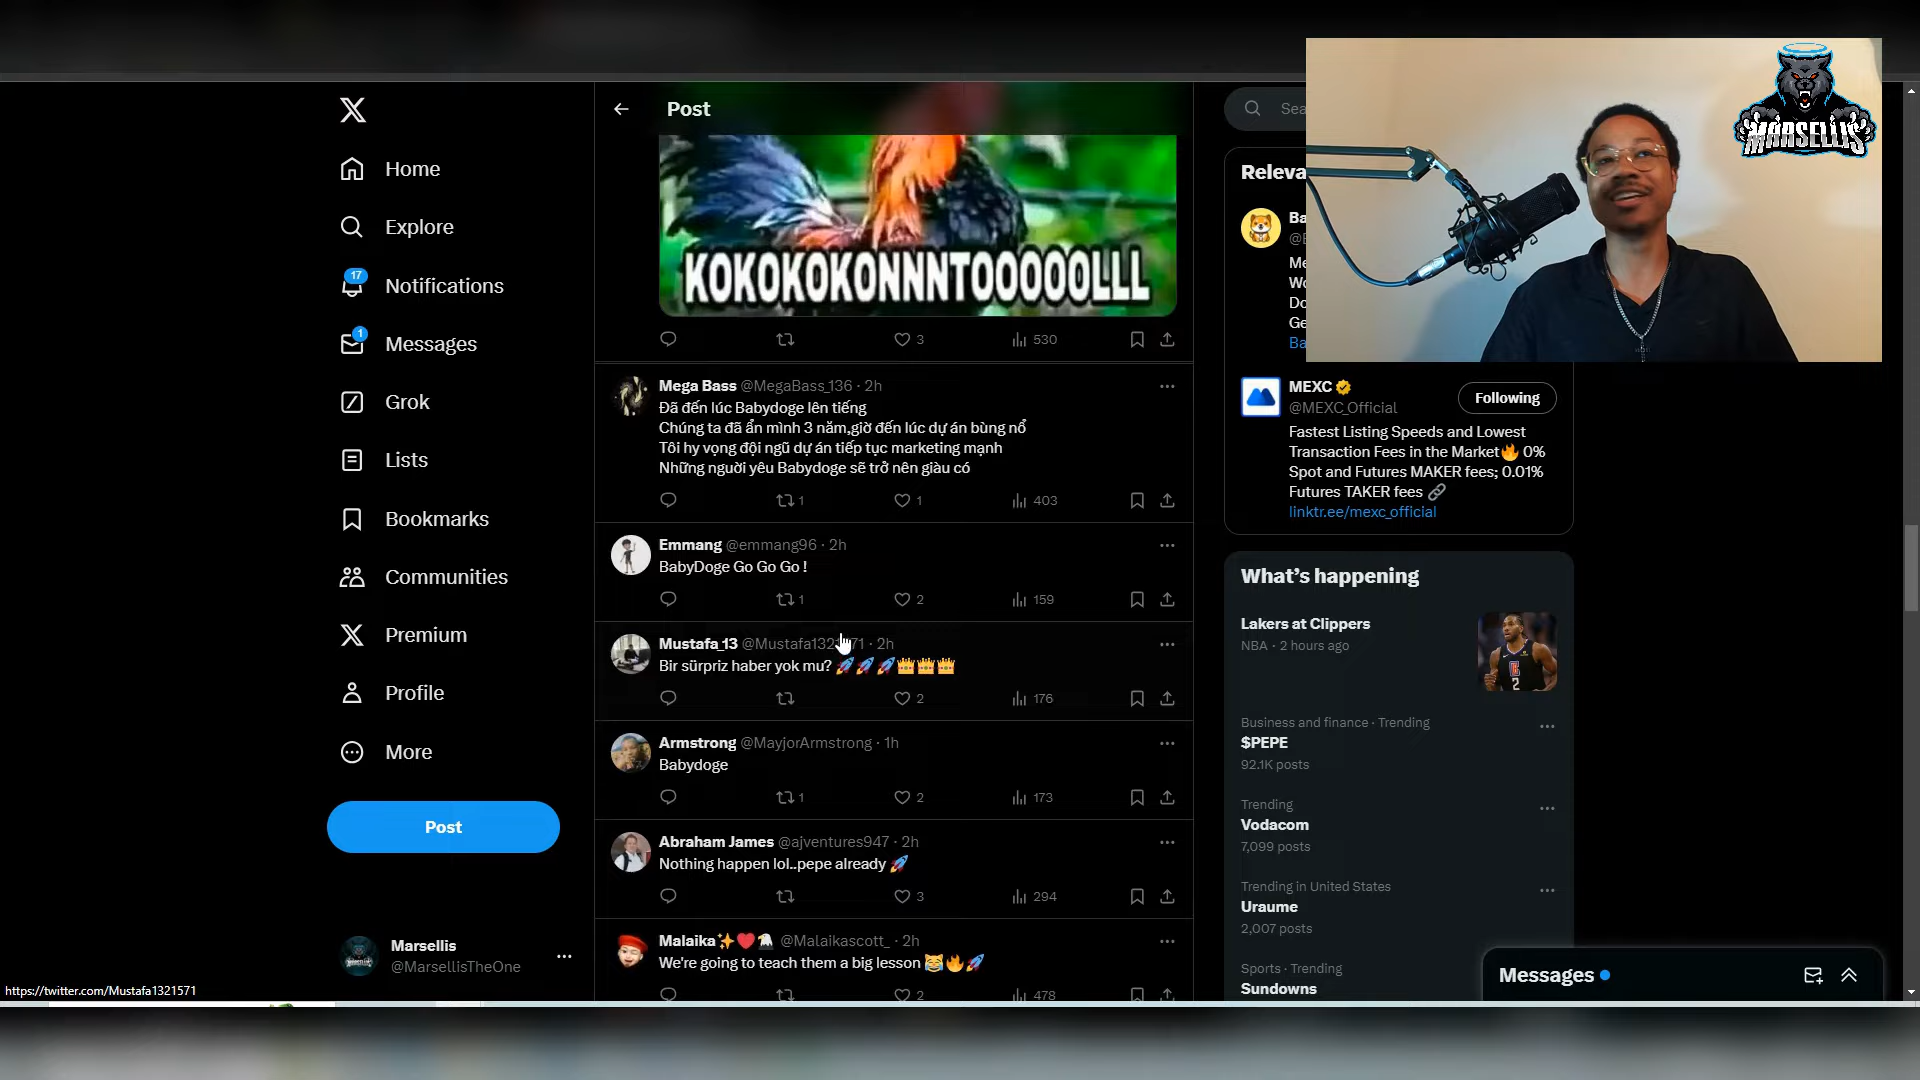 Home
Explore
17
Notifications
1
Messages
Grok
Lists
Bookmarks
Communities
Premium
Profile
More
Post
Marsellis
@MarsellisTheOne
https://twitter.com/Mustafa1321571
Post
KOKOKOKONNNTOOOOOLLL
3
530
Mega Bass @MegaBass_136 · 2h
Đã đến lúc Babydoge lên tiếng
Chúng ta đã ẩn mình 3 năm,giờ đến lúc dự án bùng nổ
Tôi hy vọng đội ngũ dự án tiếp tục marketing mạnh
Những người yêu Babydoge sẽ trở nên giàu có
1
1
403
Emmang @emmang96 · 2h
BabyDoge Go Go Go !
1
2
159
Mustafa_13 @Mustafa1321571 · 2h
Bir sürpriz haber yok mu? 🚀🚀🚀👑👑👑
2
176
Armstrong @MayjorArmstrong · 1h
Babydoge
1
2
173
Abraham James @ajventures947 · 2h
Nothing happen lol..pepe already 🚀
3
294
Malaika✨❤️🦅 @Malaikascott_ · 2h
We're going to teach them a big lesson 😹🔥🚀
2
478
MARSELLIS
MEXC
@MEXC_Official
Following
Fastest Listing Speeds and Lowest
Transaction Fees in the Market🔥 0%
Spot and Futures MAKER fees; 0.01%
Futures TAKER fees 🔗
linktr.ee/mexc_official
What's happening
Lakers at Clippers
NBA · 2 hours ago
Business and finance · Trending
$PEPE
92.1K posts
Trending
Vodacom
7,099 posts
Trending in United States
Uraume
2,007 posts
Sports · Trending
Sundowns
Messages